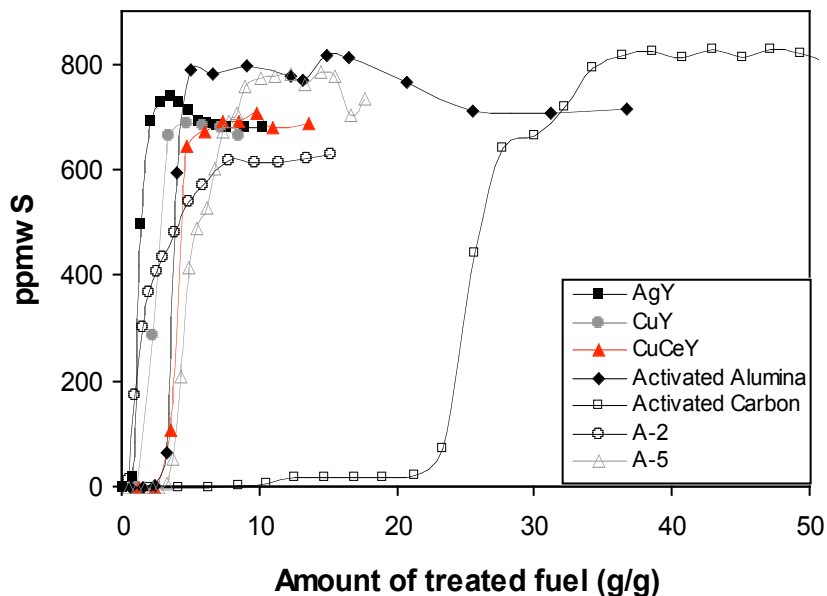 ppmw S
800
600
400
200
0
0 10 20 30 40 50
Amount of treated fuel (g/g)
AgY
CuY
CuCeY
Activated Alumina
Activated Carbon
A-2
A-5